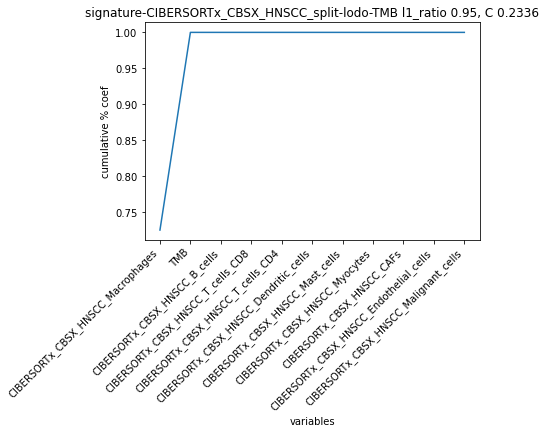 signature-CIBERSORTx_CBSX_HNSCC_split-lodo-TMB l1_ratio 0.95, C 0.2336
1.00
0.95
0.90
0.85
0.80
0.75
cumulative % coef
CIBERSORTx_CBSX_HNSCC_Macrophages
TMB
CIBERSORTx_CBSX_HNSCC_B_cells
CIBERSORTx_CBSX_HNSCC_T_cells_CD8
CIBERSORTx_CBSX_HNSCC_T_cells_CD4
CIBERSORTx_CBSX_HNSCC_Dendritic_cells
CIBERSORTx_CBSX_HNSCC_Mast_cells
CIBERSORTx_CBSX_HNSCC_Myocytes
CIBERSORTx_CBSX_HNSCC_CAFs
CIBERSORTx_CBSX_HNSCC_Endothelial_cells
CIBERSORTx_CBSX_HNSCC_Malignant_cells
variables